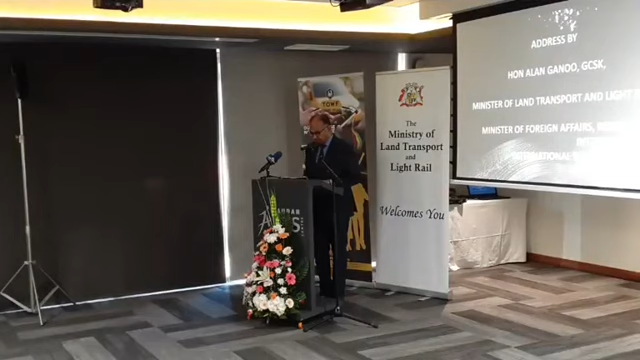 ADDRESS BY
HON ALAN GANOO, GCSK,
MINISTER OF LAND TRANSPORT AND LIGHT
MINISTER OF FOREIGN AFFAIRS,
INTERNATIONAL
The
Ministry of
Land Transport
and
Light Rail
Welcomes You